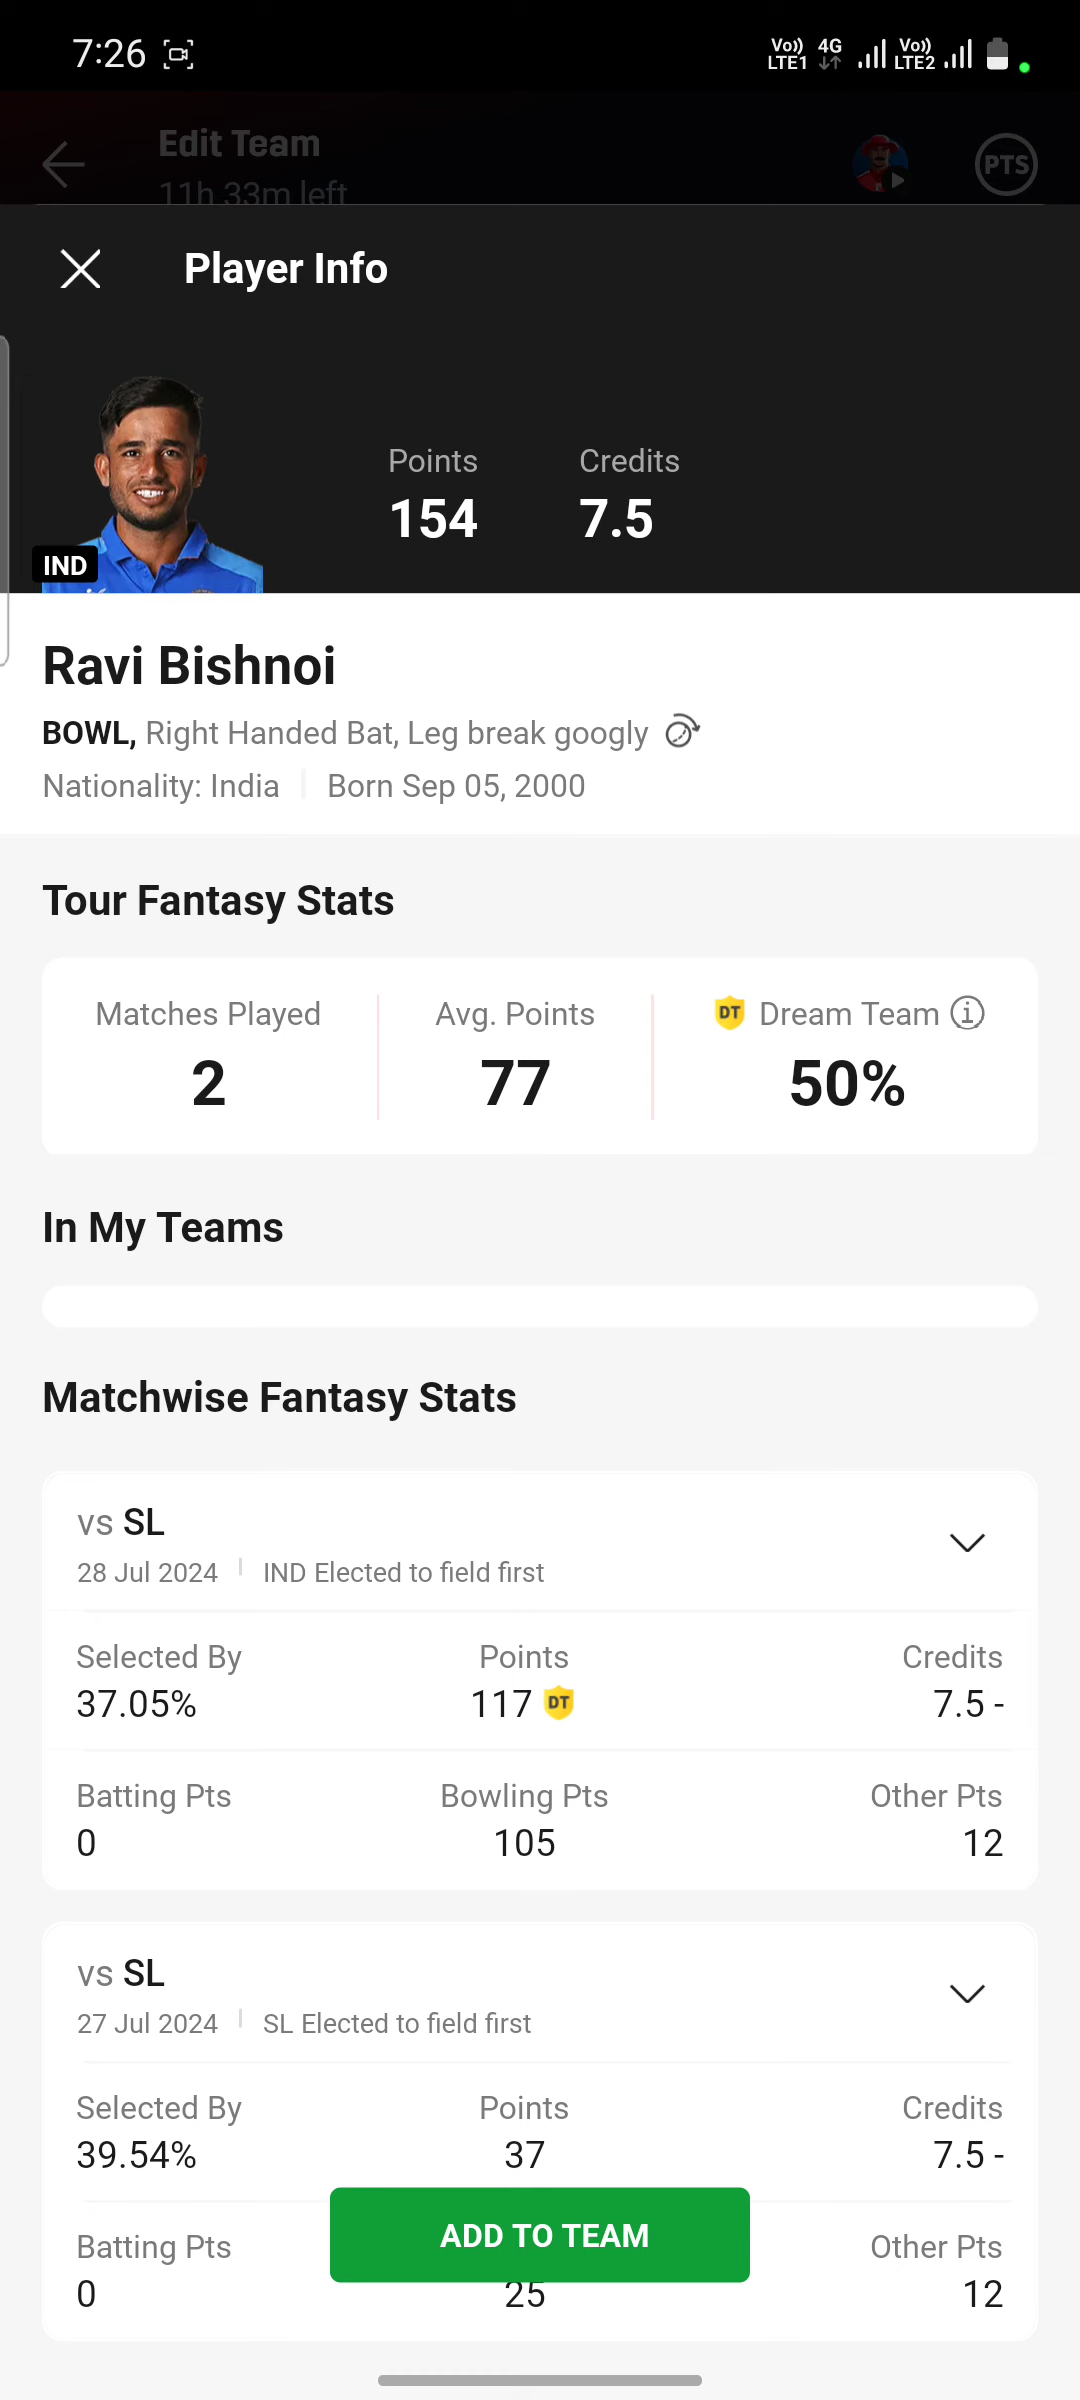 7:26
Vo)) LTE1 4G Vo)) LTE2
Edit Team
11h 33m left
PTS
Player Info
Points Credits
154 7.5
IND
Ravi Bishnoi
BOWL, Right Handed Bat, Leg break googly
Nationality: India Born Sep 05, 2000
Tour Fantasy Stats
Matches Played Avg. Points DT Dream Team i
2 77 50%
In My Teams
Matchwise Fantasy Stats
vs SL
28 Jul 2024 IND Elected to field first
Selected By Points Credits
37.05% 117 DT 7.5 -
Batting Pts Bowling Pts Other Pts
0 105 12
vs SL
27 Jul 2024 SL Elected to field first
Selected By Points Credits
39.54% 37 7.5 -
ADD TO TEAM
Batting Pts Other Pts
0 25 12